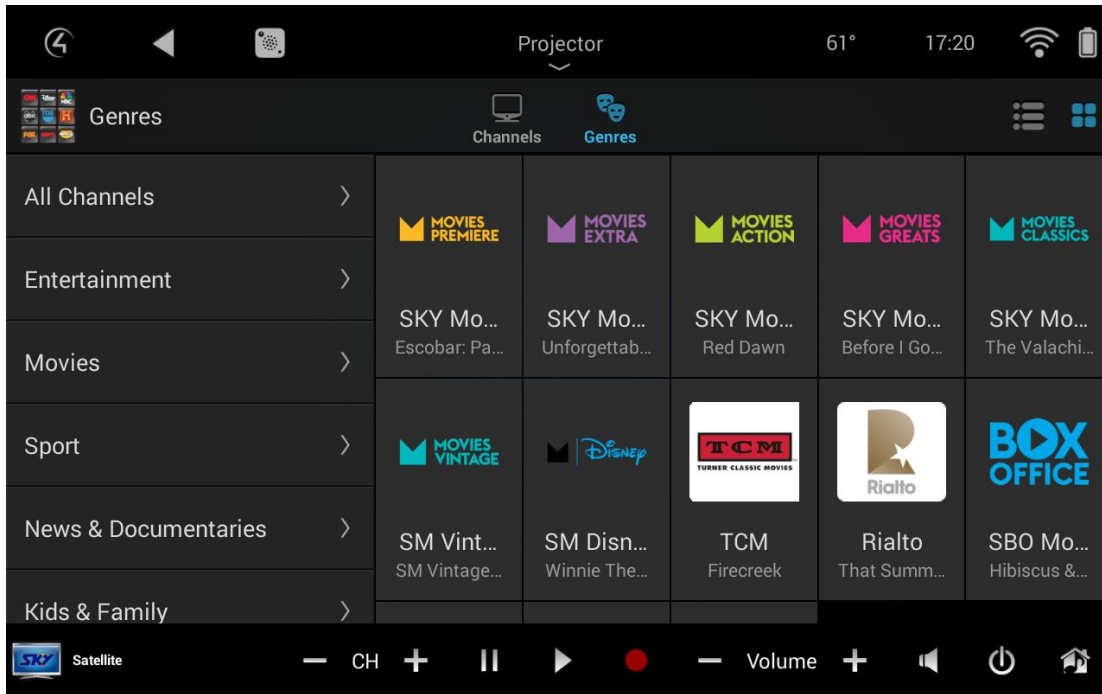 Projector
61°
17:20
Genres
Channels
Genres
All Channels
Entertainment
Movies
Sport
News & Documentaries
Kids & Family
MOVIES
PREMIERE
SKY Mo...
Escobar: Pa...
MOVIES
EXTRA
SKY Mo...
Unforgettab...
MOVIES
ACTION
SKY Mo...
Red Dawn
MOVIES
GREATS
SKY Mo...
Before I Go...
MOVIES
CLASSICS
SKY Mo...
The Valachi...
MOVIES
VINTAGE
SM Vint...
SM Vintage...
Disney
SM Disn...
Winnie The...
TCM
TURNER CLASSIC MOVIES
TCM
Firecreek
Rialto
Rialto
That Summ...
BOX
OFFICE
SBO Mo...
Hibiscus &...
SKY
Satellite
CH
Volume